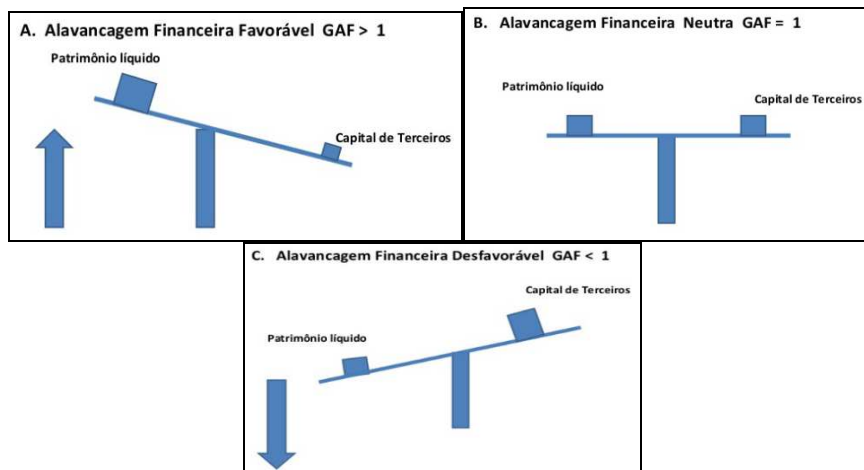 A. Alavancagem Financeira Favorável GAF > 1
Patrimônio líquido
Capital de Terceiros
B. Alavancagem Financeira Neutra GAF = 1
Patrimônio líquido
Capital de Terceiros
C. Alavancagem Financeira Desfavorável GAF < 1
Capital de Terceiros
Patrimônio líquido